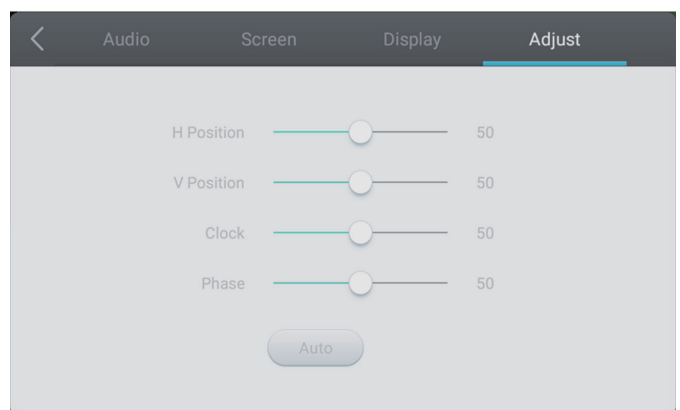 Audio Screen Display Adjust
H Position 50
V Position 50
Clock 50
Phase 50
Auto